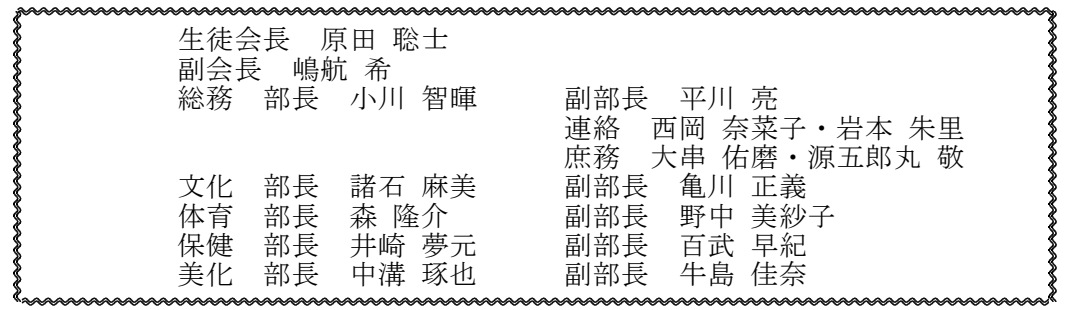 生徒会長　原田 聡士
副会長　嶋航 希
総務　部長　小川 智暉　　　副部長　平川 亮
連絡　西岡 奈菜子・岩本 朱里
庶務　大串 佑磨・源五郎丸 敬
文化　部長　諸石 麻美　　　副部長　亀川 正義
体育　部長　森 隆介　　　副部長　野中 美紗子
保健　部長　井崎 夢元　　　副部長　百武 早紀
美化　部長　中溝 琢也　　　副部長　牛島 佳奈